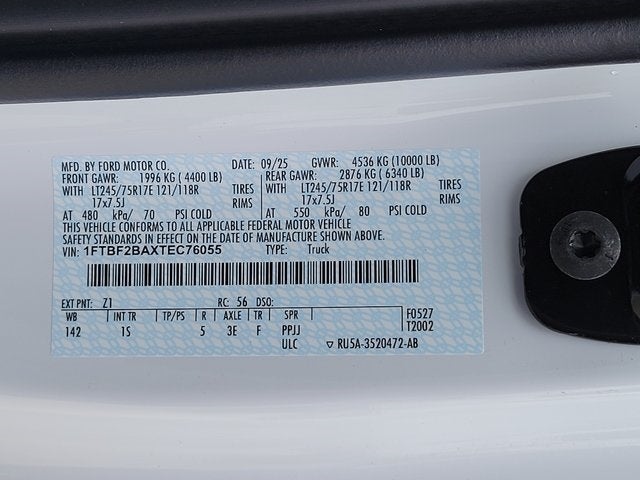 MFD. BY FORD MOTOR CO. DATE: 09/25 GVWR: 4536 KG (10000 LB)
FRONT GAWR: 1996 KG ( 4400 LB) REAR GAWR: 2876 KG ( 6340 LB)
WITH LT245/75R17E 121/118R TIRES WITH LT245/75R17E 121/118R TIRES
17x7.5J RIMS 17x7.5J RIMS
AT 480 kPa/ 70 PSI COLD AT 550 kPa/ 80 PSI COLD
THIS VEHICLE CONFORMS TO ALL APPLICABLE FEDERAL MOTOR VEHICLE
SAFETY STANDARDS IN EFFECT ON THE DATE OF MANUFACTURE SHOWN ABOVE.
VIN: 1FTBF2BAXTEC76055 TYPE: Truck
EXT PNT: Z1 RC: 56 DSO:
WB INT TR TP/PS R AXLE TR SPR F0527
142 1S 5 3E F PPJJ T2002
ULC ▽ RU5A-3520472-AB